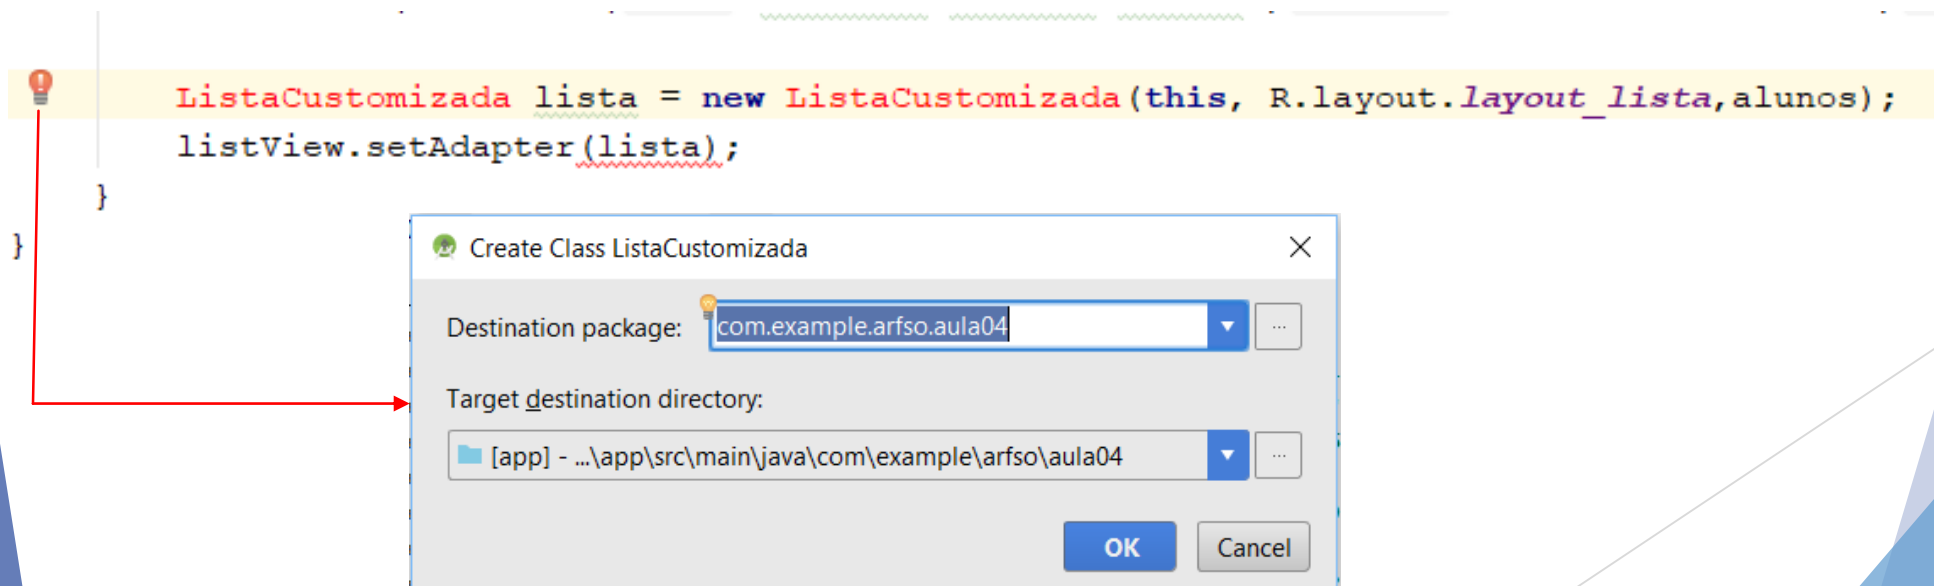 ListaCustomizada lista = new ListaCustomizada(this, R.layout.layout_lista,alunos);
listView.setAdapter(lista);
}
}
Create Class ListaCustomizada
Destination package: com.example.arfso.aula04
Target destination directory:
[app] - ...\app\src\main\java\com\example\arfso\aula04
OK Cancel